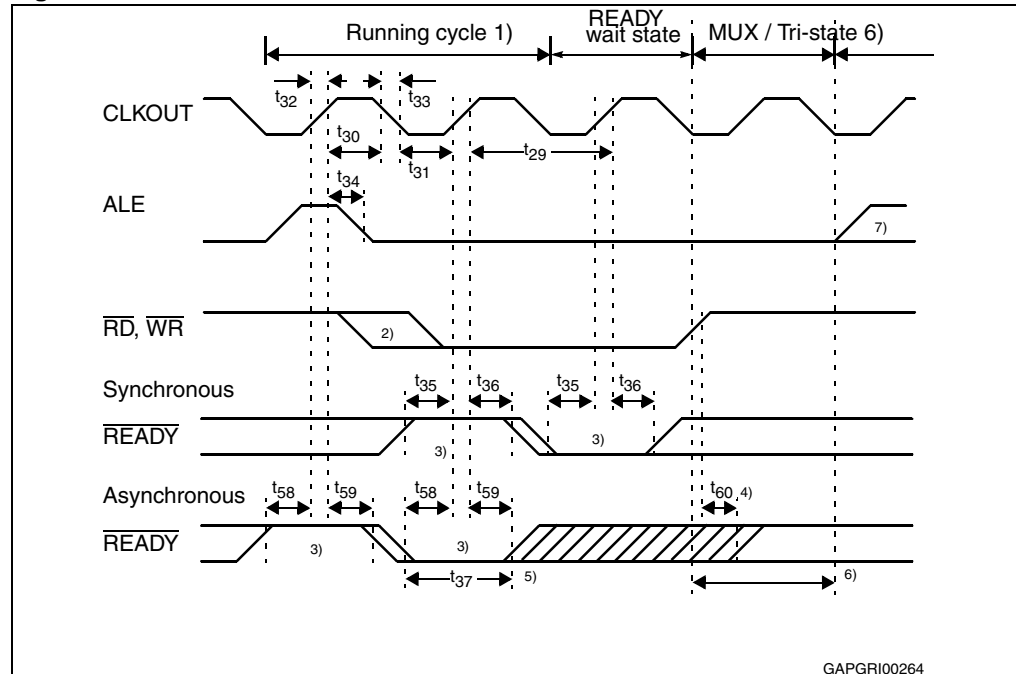 READY
Running cycle 1) wait state MUX / Tri-state 6)
t32 t33
CLKOUT
t30 t31 t29
t34
ALE
7)
RD, WR
2)
Synchronous t35 t36 t35 t36
READY
3) 3)
Asynchronous t58 t59 t58 t59 t60 4)
READY
3) 3)
t37 5) 6)
GAPGRI00264